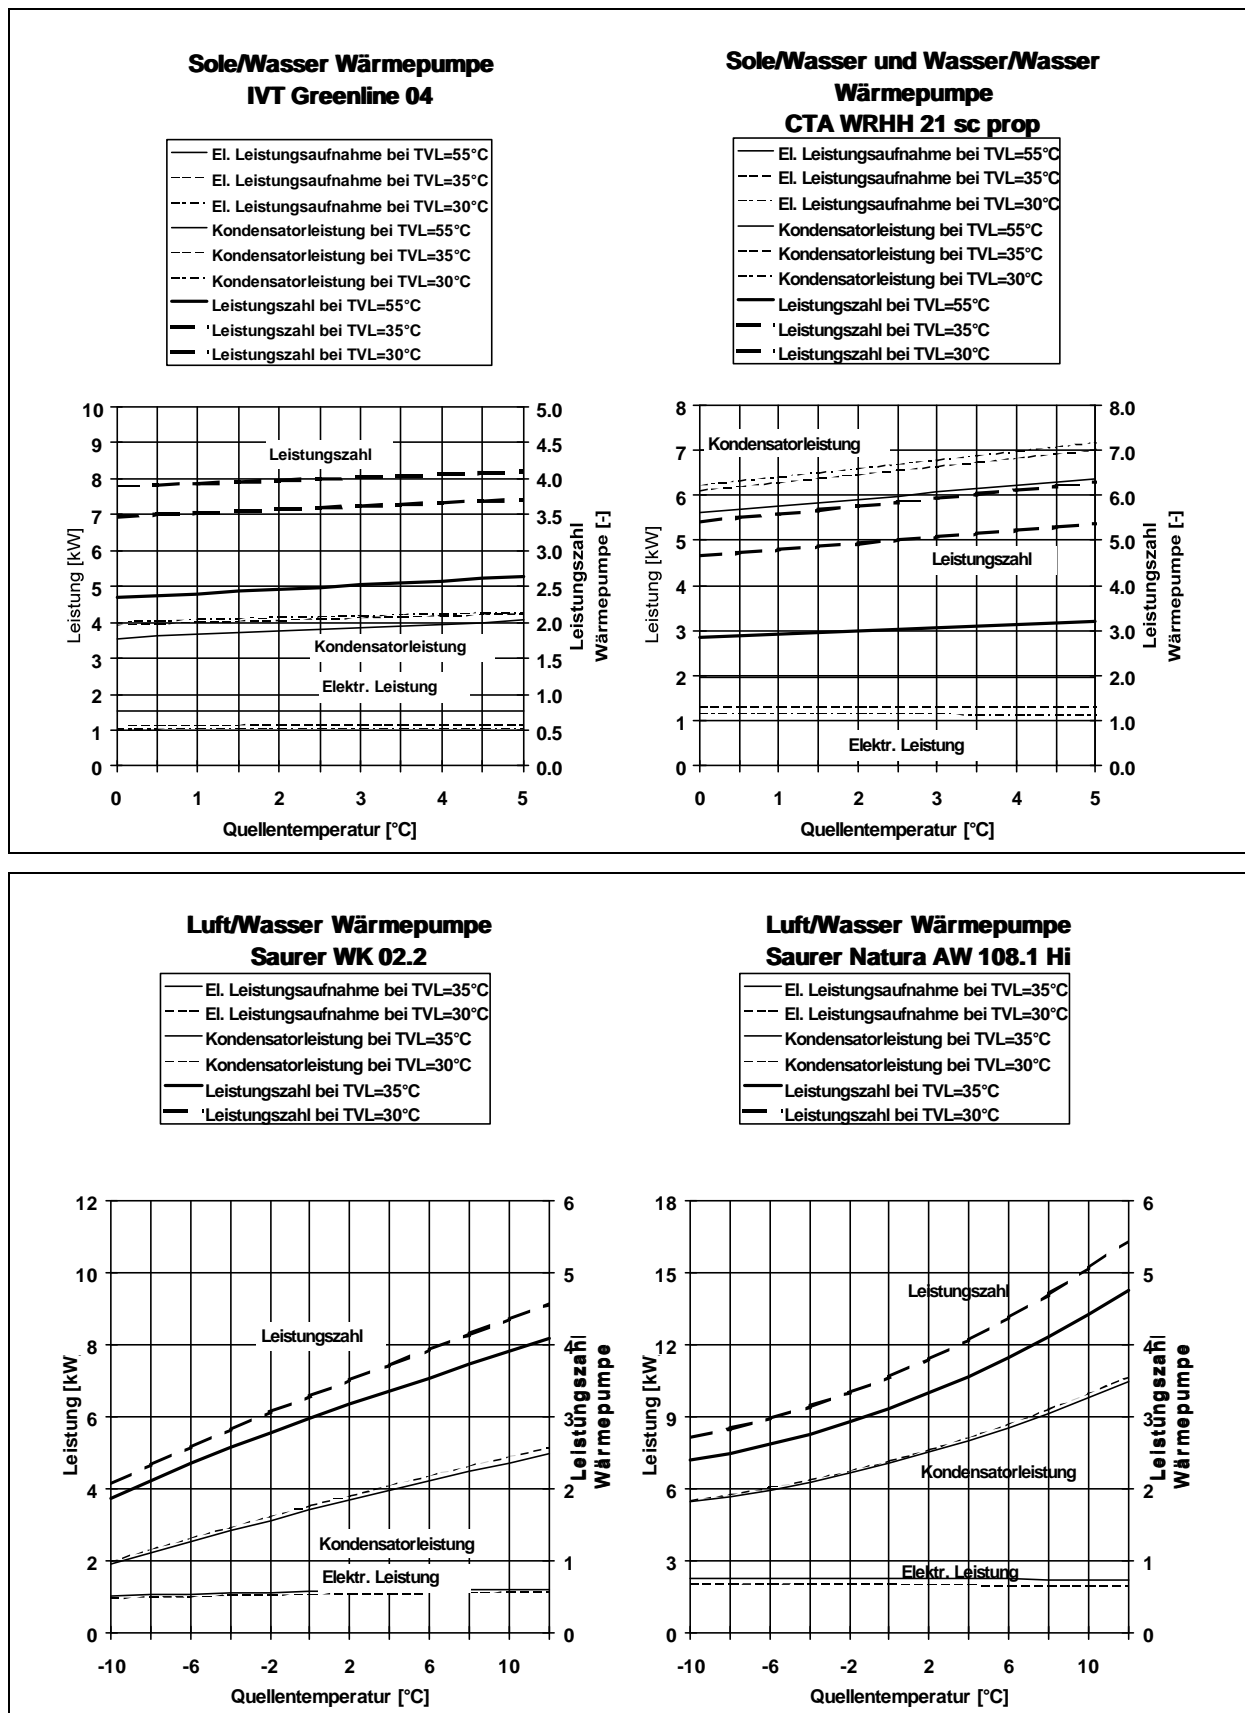 Sole/Wasser Wärmepumpe
IVT Greenline 04
El. Leistungsaufnahme bei TVL=55°C
El. Leistungsaufnahme bei TVL=35°C
El. Leistungsaufnahme bei TVL=30°C
Kondensatorleistung bei TVL=55°C
Kondensatorleistung bei TVL=35°C
Kondensatorleistung bei TVL=30°C
Leistungszahl bei TVL=55°C
Leistungszahl bei TVL=35°C
Leistungszahl bei TVL=30°C
10
9
8
7
6
5
4
3
2
1
0
Leistung [kW]
Leistungszahl
Kondensatorleistung
Elektr. Leistung
5.0
4.5
4.0
3.5
3.0
2.5
2.0
1.5
1.0
0.5
0.0
Leistungszahl
Wärmepumpe [-]
0 1 2 3 4 5
Quellentemperatur [°C]
Sole/Wasser und Wasser/Wasser
Wärmepumpe
CTA WRHH 21 sc prop
El. Leistungsaufnahme bei TVL=55°C
El. Leistungsaufnahme bei TVL=35°C
El. Leistungsaufnahme bei TVL=30°C
Kondensatorleistung bei TVL=55°C
Kondensatorleistung bei TVL=35°C
Kondensatorleistung bei TVL=30°C
Leistungszahl bei TVL=55°C
Leistungszahl bei TVL=35°C
Leistungszahl bei TVL=30°C
8
7
6
5
4
3
2
1
0
Leistung [kW]
Kondensatorleistung
Leistungszahl
Elektr. Leistung
8.0
7.0
6.0
5.0
4.0
3.0
2.0
1.0
0.0
Leistungszahl
Wärmepumpe [-]
0 1 2 3 4 5
Quellentemperatur [°C]
Luft/Wasser Wärmepumpe
Saurer WK 02.2
El. Leistungsaufnahme bei TVL=35°C
El. Leistungsaufnahme bei TVL=30°C
Kondensatorleistung bei TVL=35°C
Kondensatorleistung bei TVL=30°C
Leistungszahl bei TVL=35°C
Leistungszahl bei TVL=30°C
12
10
8
6
4
2
0
Leistung [kW]
Leistungszahl
Kondensatorleistung
Elektr. Leistung
6
5
4
3
2
1
0
Leistungszahl
Wärmepumpe
-10 -6 -2 2 6 10
Quellentemperatur [°C]
Luft/Wasser Wärmepumpe
Saurer Natura AW 108.1 Hi
El. Leistungsaufnahme bei TVL=35°C
El. Leistungsaufnahme bei TVL=30°C
Kondensatorleistung bei TVL=35°C
Kondensatorleistung bei TVL=30°C
Leistungszahl bei TVL=35°C
Leistungszahl bei TVL=30°C
18
15
12
9
6
3
0
Leistung [kW]
Leistungszahl
Kondensatorleistung
Elektr. Leistung
6
5
4
3
2
1
0
Leistungszahl
Wärmepumpe
-10 -6 -2 2 6 10
Quellentemperatur [°C]